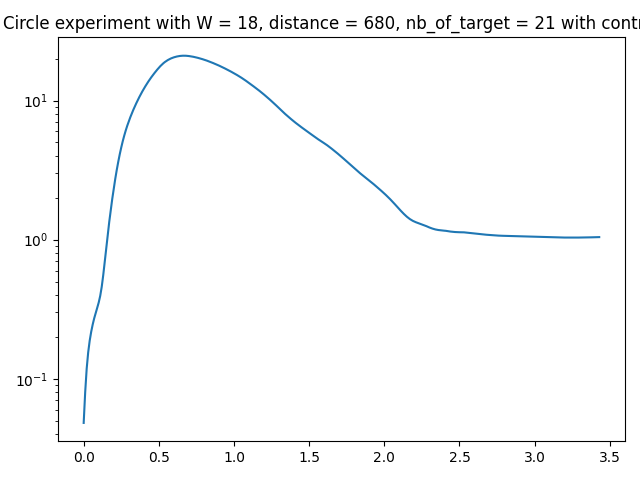 Circle experiment with W = 18, distance = 680, nb_of_target = 21 with contr
10¹
10⁰
10⁻¹
0.0 0.5 1.0 1.5 2.0 2.5 3.0 3.5